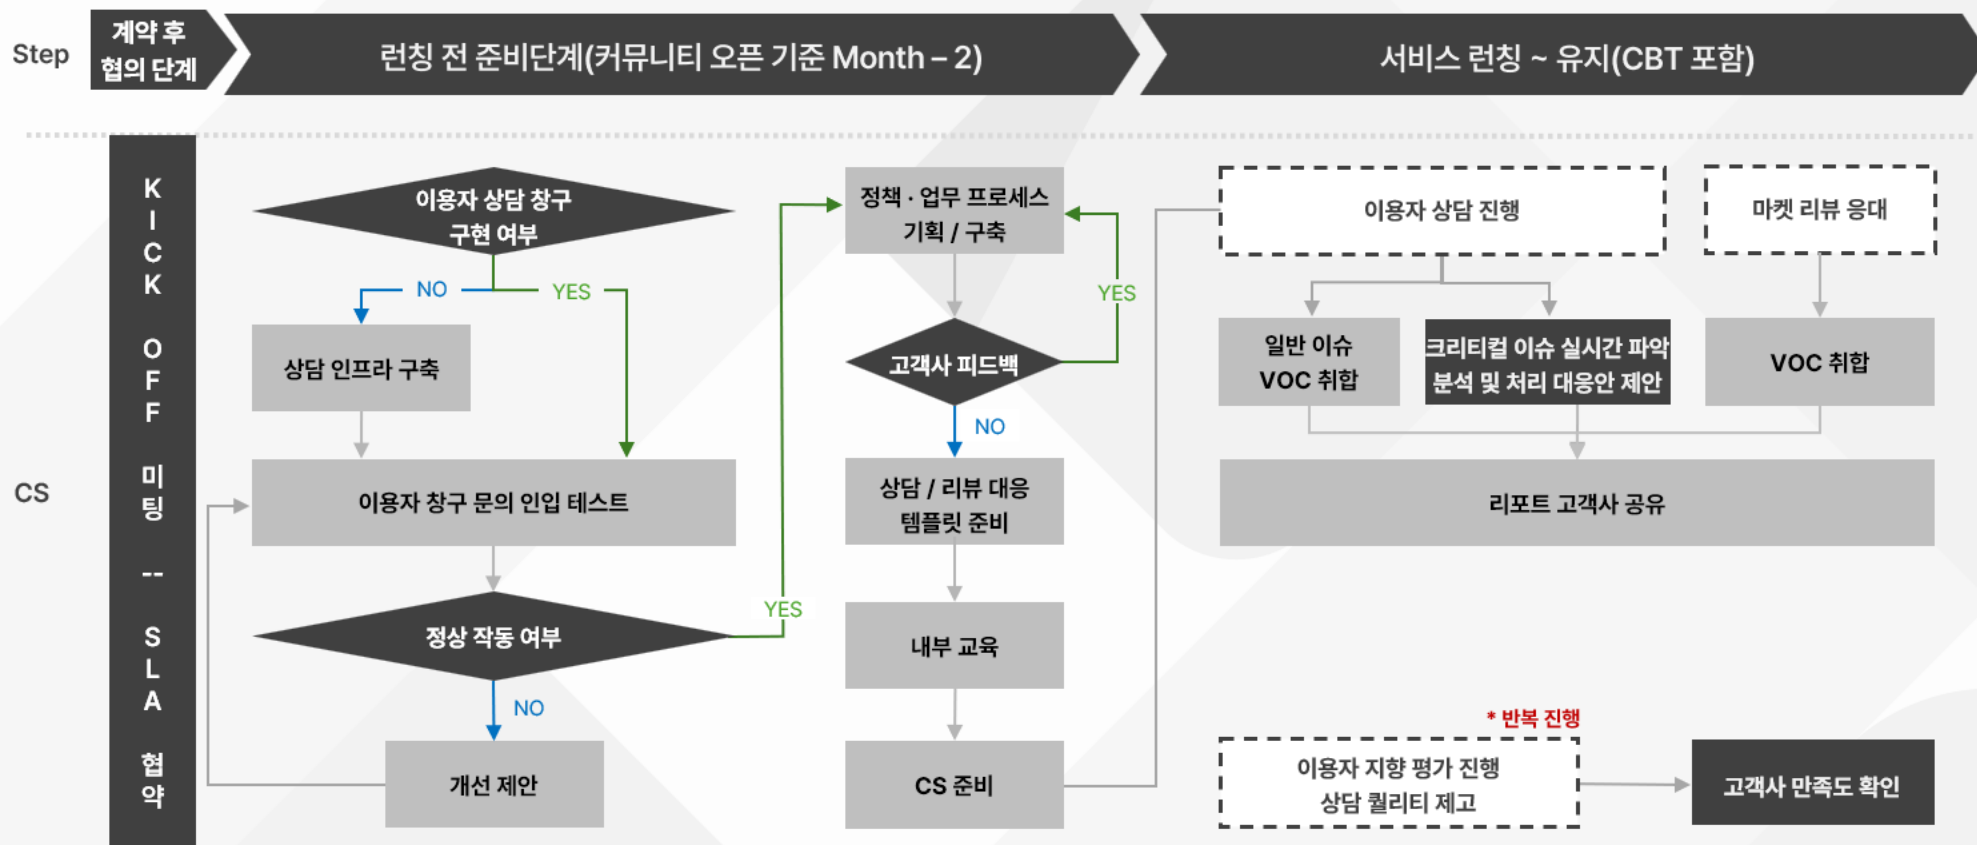 Step
계약 후
협의 단계
런칭 전 준비단계(커뮤니티 오픈 기준 Month – 2)
서비스 런칭 ~ 유지(CBT 포함)
CS
K
I
C
K
O
F
F
미
팅
--
S
L
A
협
약
이용자 상담 창구
구현 여부
NO
YES
상담 인프라 구축
이용자 창구 문의 인입 테스트
정상 작동 여부
YES
NO
개선 제안
정책 · 업무 프로세스
기획 / 구축
YES
고객사 피드백
NO
상담 / 리뷰 대응
템플릿 준비
내부 교육
CS 준비
이용자 상담 진행
마켓 리뷰 응대
일반 이슈
VOC 취합
크리티컬 이슈 실시간 파악
분석 및 처리 대응안 제안
VOC 취합
리포트 고객사 공유
* 반복 진행
이용자 지향 평가 진행
상담 퀄리티 제고
고객사 만족도 확인